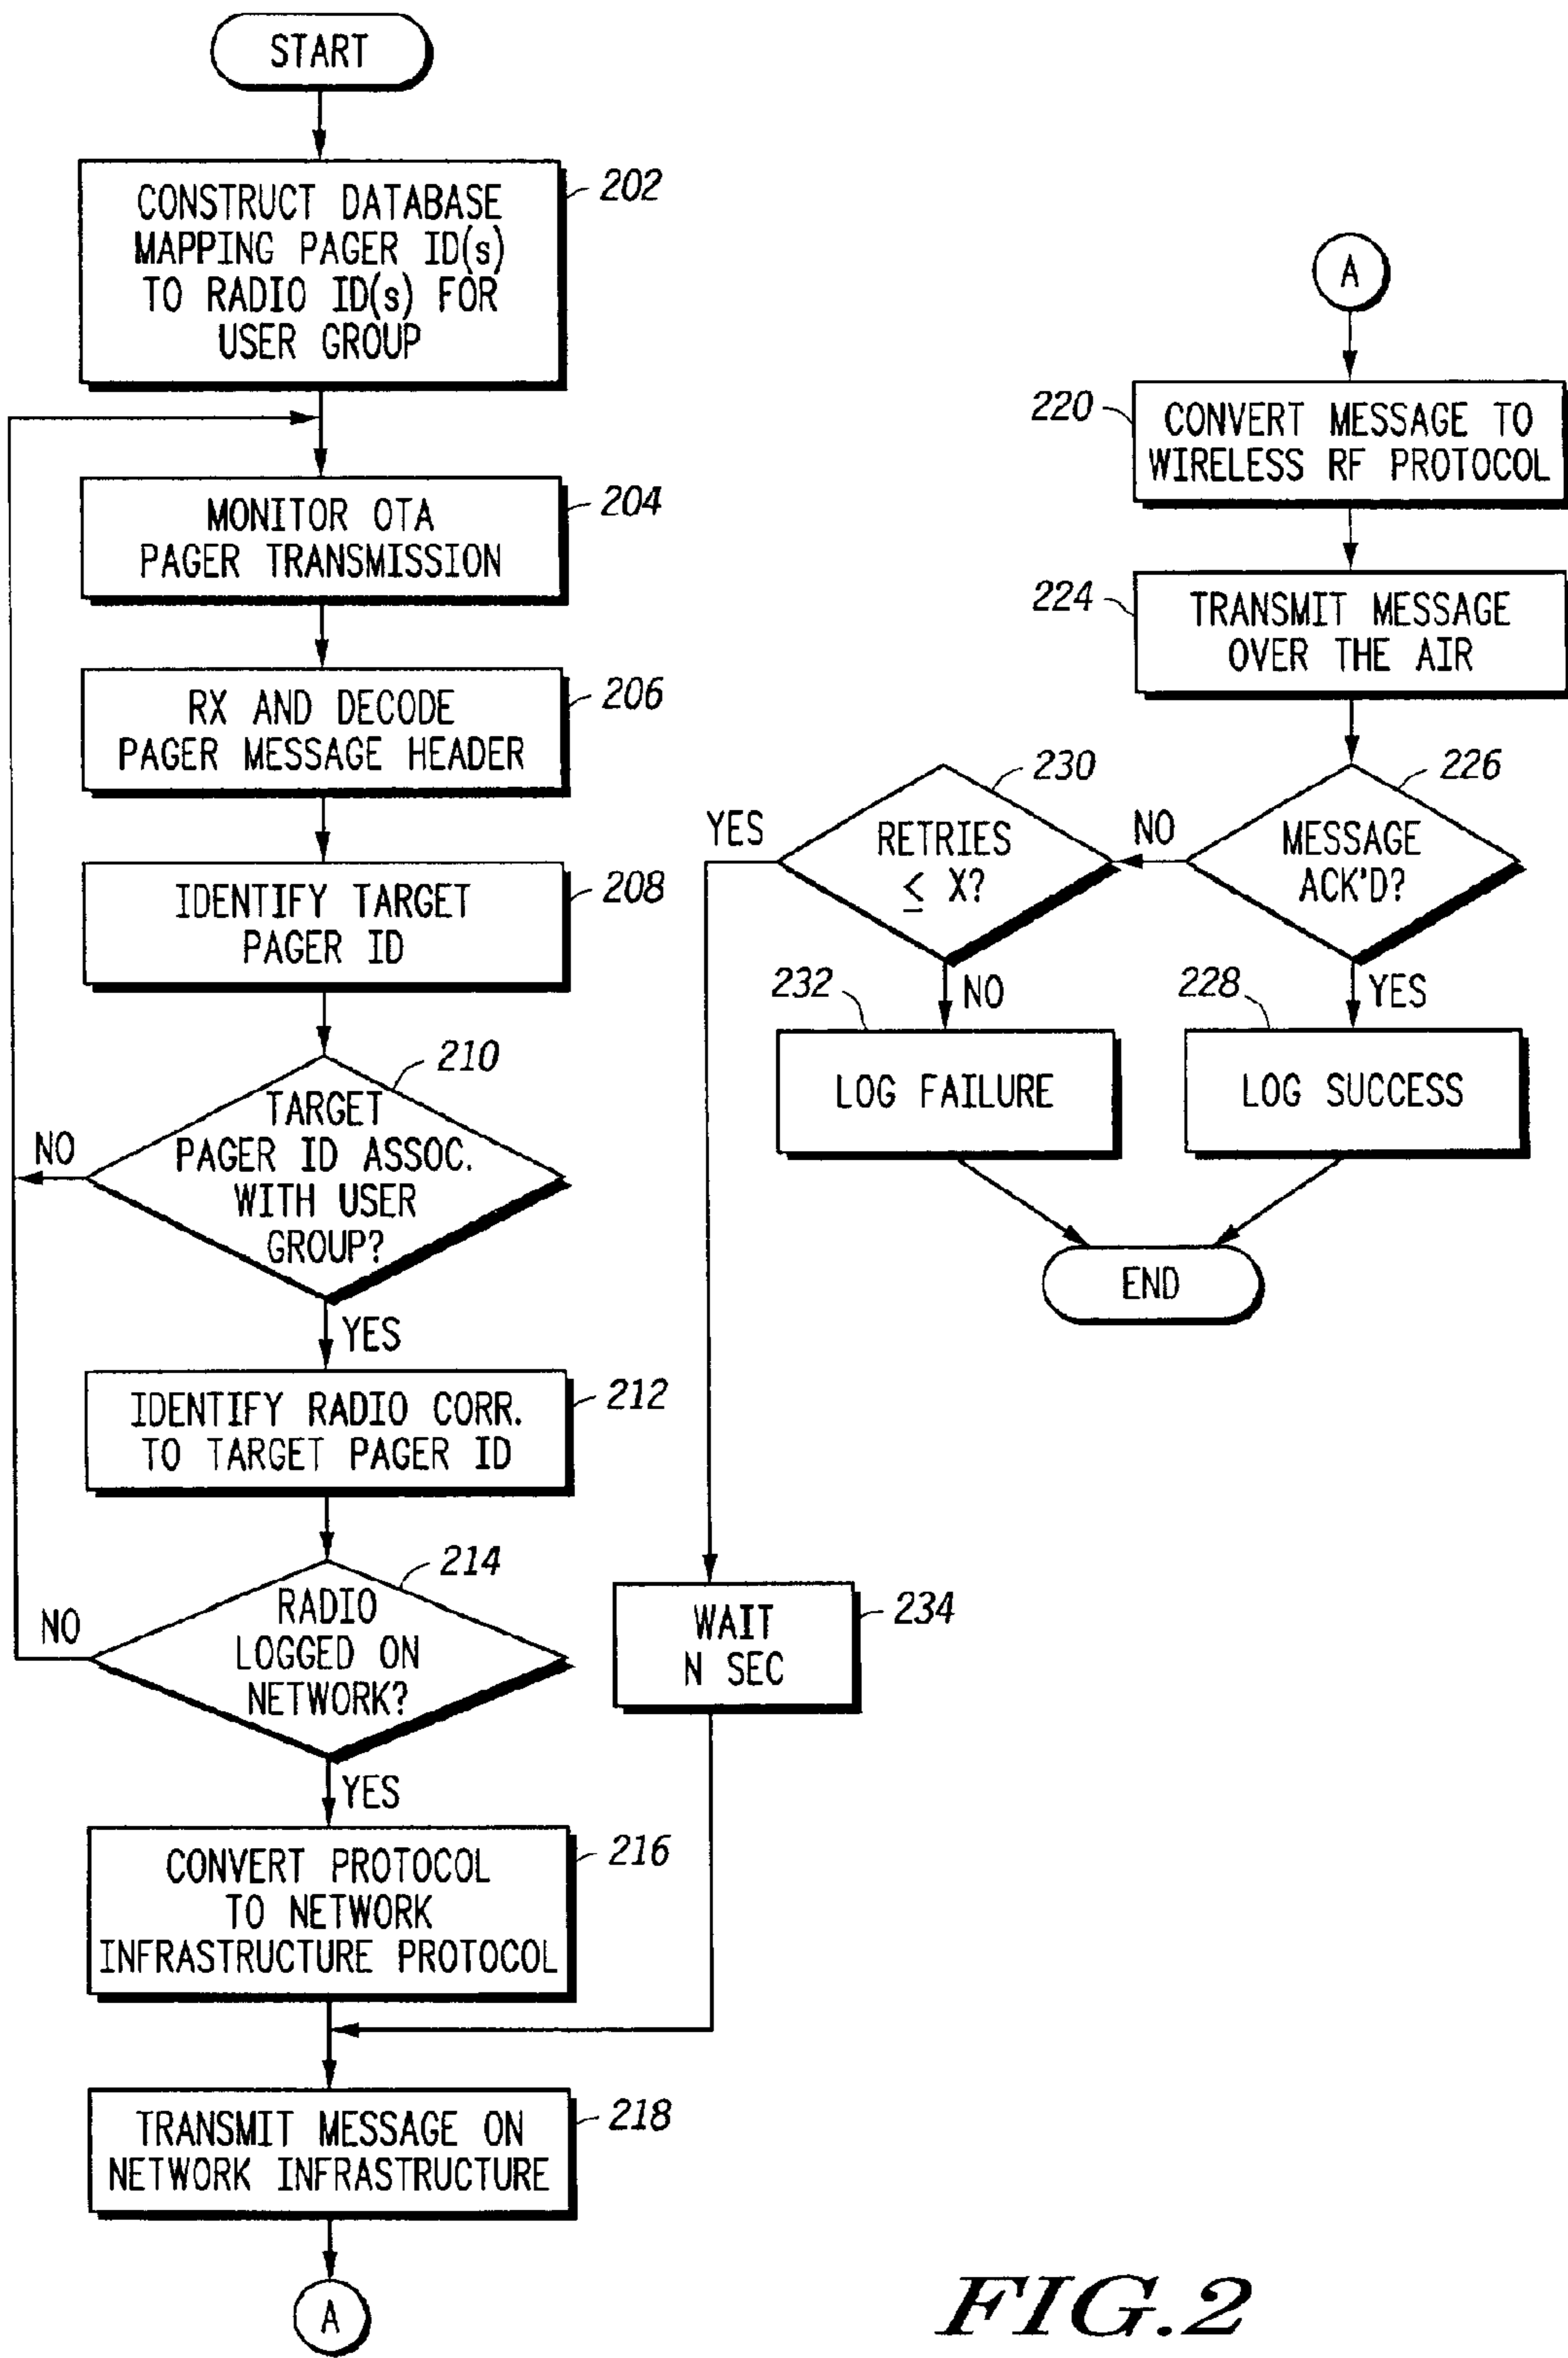 START
CONSTRUCT DATABASE
MAPPING PAGER ID(s)
TO RADIO ID(s) FOR
USER GROUP
202
MONITOR OTA
PAGER TRANSMISSION
204
RX AND DECODE
PAGER MESSAGE HEADER
206
IDENTIFY TARGET
PAGER ID
208
210
TARGET
PAGER ID ASSOC.
WITH USER
GROUP?
NO
YES
IDENTIFY RADIO CORR.
TO TARGET PAGER ID
212
214
RADIO
LOGGED ON
NETWORK?
NO
YES
CONVERT PROTOCOL
TO NETWORK
INFRASTRUCTURE PROTOCOL
216
TRANSMIT MESSAGE ON
NETWORK INFRASTRUCTURE
218
A
A
220
CONVERT MESSAGE TO
WIRELESS RF PROTOCOL
224
TRANSMIT MESSAGE
OVER THE AIR
226
MESSAGE
ACK'D?
NO
YES
230
RETRIES
≤ X?
YES
NO
232
LOG FAILURE
228
LOG SUCCESS
END
WAIT
N SEC
234
FIG.2